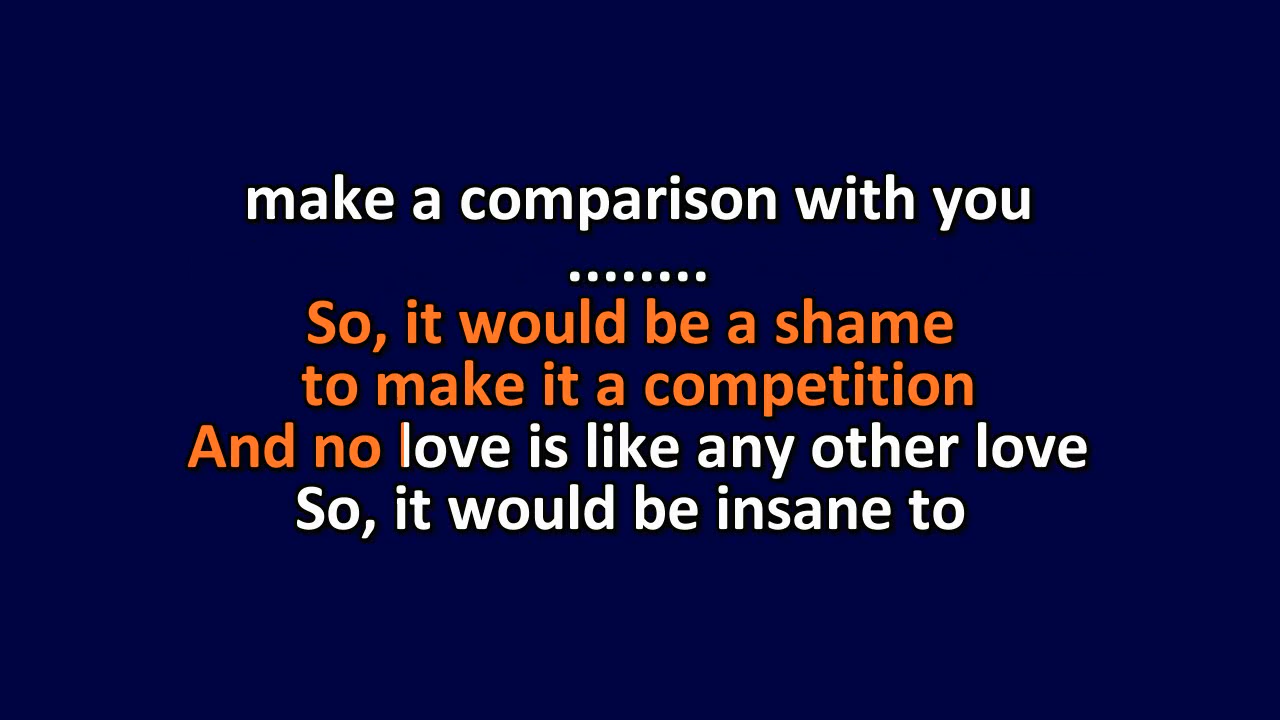 make a comparison with you
........
So, it would be a shame
to make it a competition
And no love is like any other love
So, it would be insane to